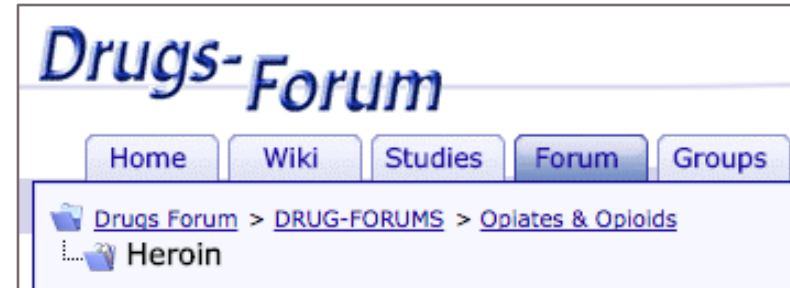 Drugs-Forum
Home Wiki Studies Forum Groups
Drugs Forum > DRUG-FORUMS > Opiates & Opioids
Heroin